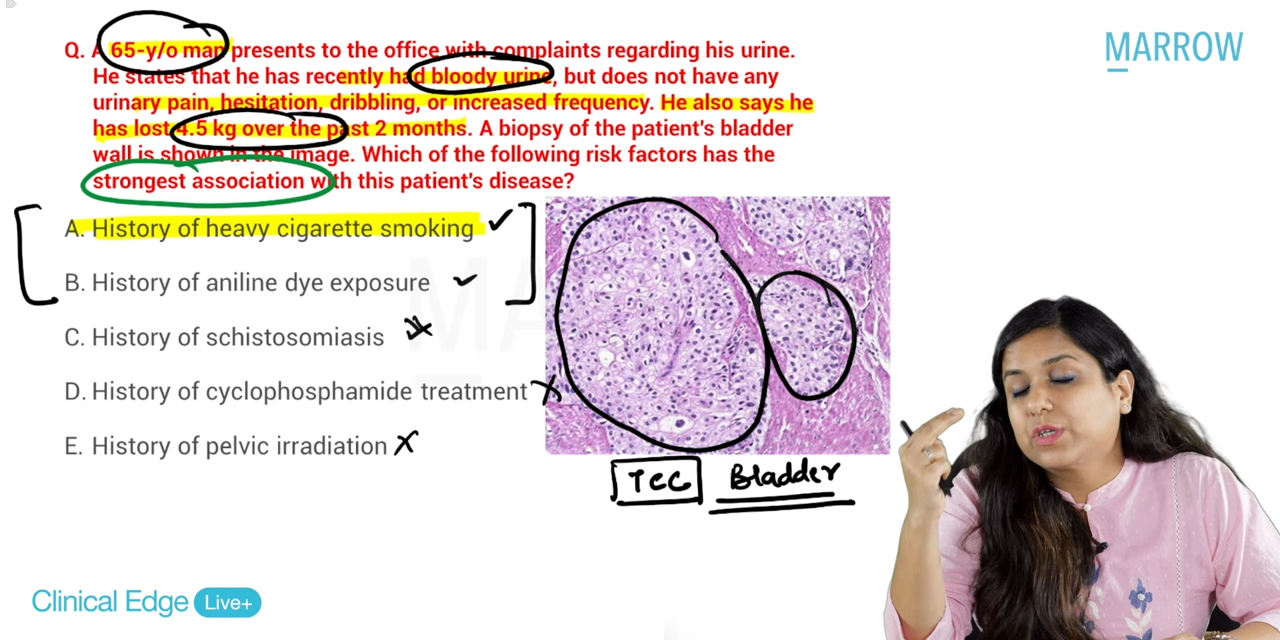 MARROW
Q. A 65-y/o man presents to the office with complaints regarding his urine.
He states that he has recently had bloody urine, but does not have any
urinary pain, hesitation, dribbling, or increased frequency. He also says he
has lost 4.5 kg over the past 2 months. A biopsy of the patient's bladder
wall is shown in the image. Which of the following risk factors has the
strongest association with this patient's disease?
A. History of heavy cigarette smoking
B. History of aniline dye exposure
C. History of schistosomiasis
D. History of cyclophosphamide treatment
E. History of pelvic irradiation
TCC Bladder
Clinical Edge Live+